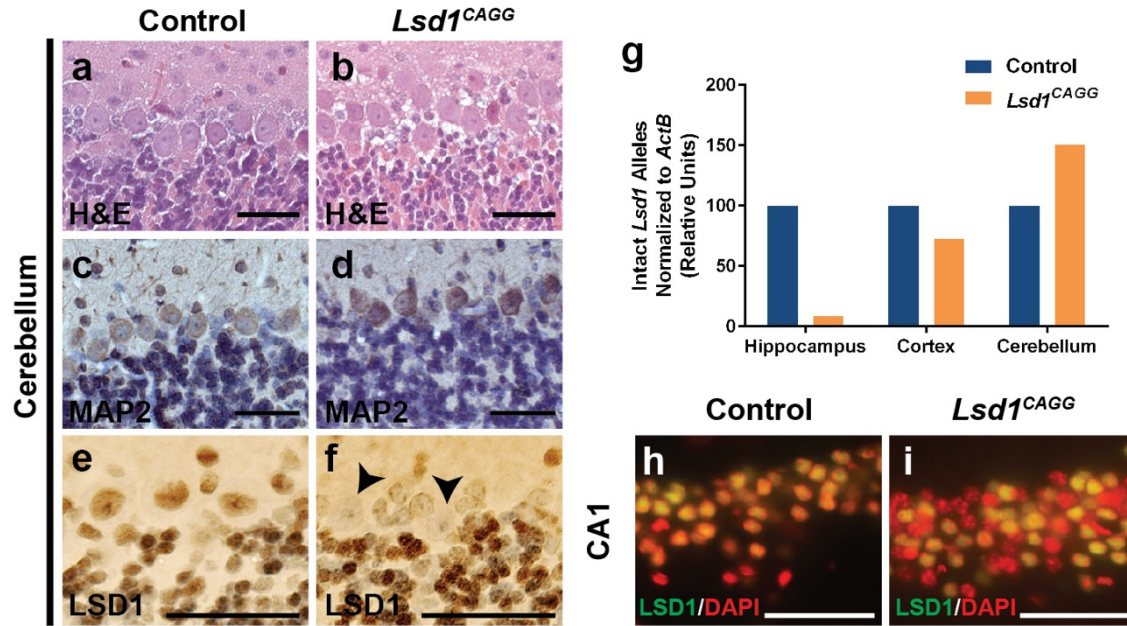 Control
Lsd1CAGG
Cerebellum
a
H&E
b
H&E
c
MAP2
d
MAP2
e
LSD1
f
LSD1
g
Control
Lsd1CAGG
Intact Lsd1 Alleles
Normalized to ActB
(Relative Units)
200
150
100
50
0
Hippocampus
Cortex
Cerebellum
Control
Lsd1CAGG
CA1
h
LSD1/DAPI
i
LSD1/DAPI